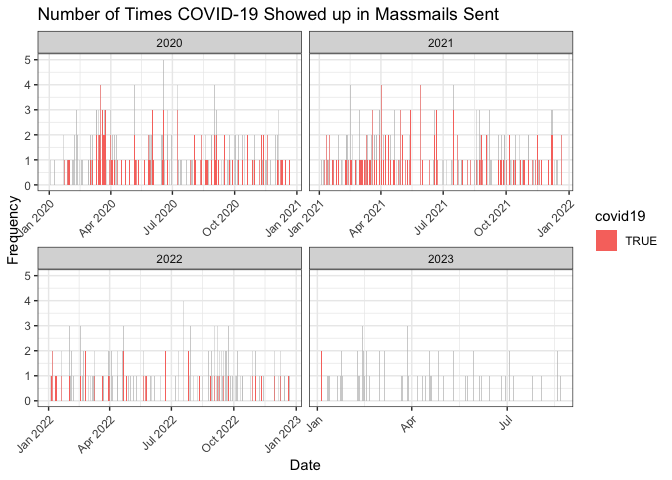 Number of Times COVID-19 Showed up in Massmails Sent
2020
2021
5
4
3
2
1
0
Jan 2020
Apr 2020
Jul 2020
Oct 2020
Jan 2021
Jan 2021
Apr 2021
Jul 2021
Oct 2021
Jan 2022
Frequency
covid19
TRUE
2022
2023
5
4
3
2
1
0
Jan 2022
Apr 2022
Jul 2022
Oct 2022
Jan 2023
Jan
Apr
Jul
Date